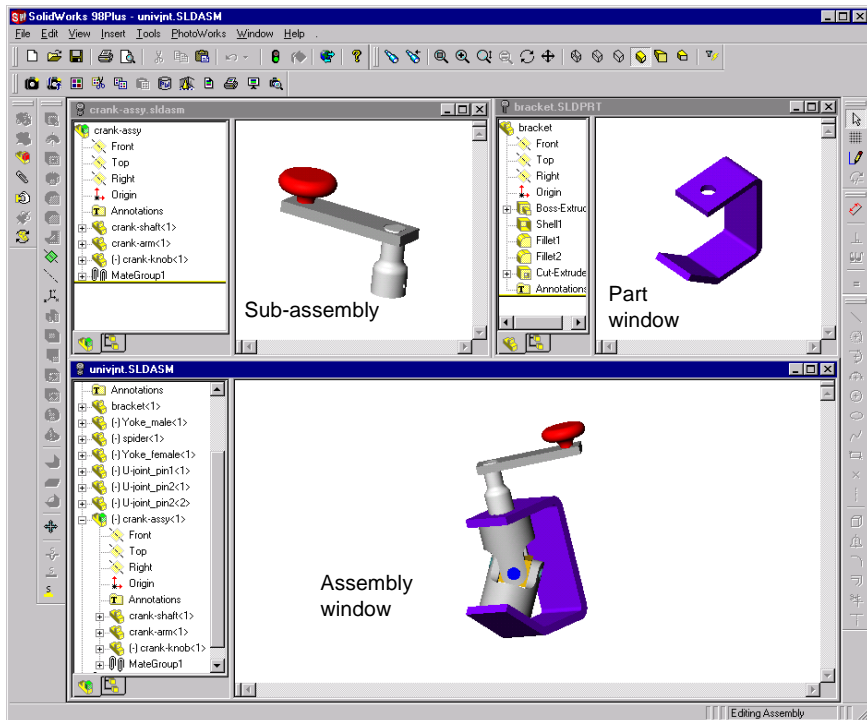 SolidWorks 98Plus - univjnt.SLDASM
File Edit View Insert Tools PhotoWorks Window Help .
crank-assy.sldasm
crank-assy
Front
Top
Right
Origin
Annotations
crank-shaft<1>
crank-arm<1>
(-) crank-knob<1>
MateGroup1
Sub-assembly
bracket.SLDPRT
bracket
Front
Top
Right
Origin
Boss-Extrud
Shell1
Fillet1
Fillet2
Cut-Extrude
Annotations
Part
window
univjnt.SLDASM
Annotations
bracket<1>
(-) Yoke_male<1>
(-) spider<1>
(-) Yoke_female<1>
(-) U-joint_pin1<1>
(-) U-joint_pin2<1>
(-) U-joint_pin2<2>
(-) crank-assy<1>
Front
Top
Right
Origin
Annotations
crank-shaft<1>
crank-arm<1>
(-) crank-knob<1>
MateGroup1
Assembly
window
Editing Assembly